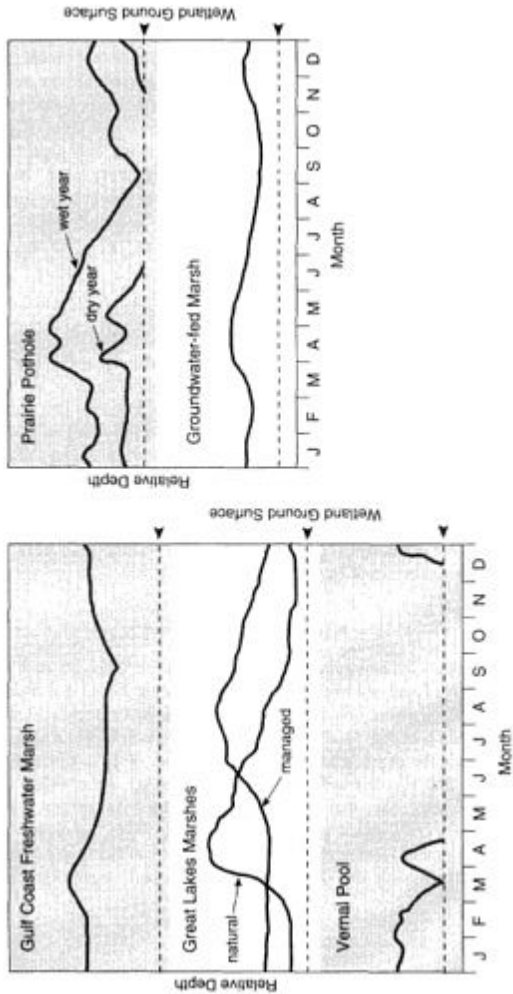 Gulf Coast Freshwater Marsh
Great Lakes Marshes
natural
managed
Vernal Pool
Relative Depth
Wetland Ground Surface
J F M A M J J A S O N D
Month
Prairie Pothole
wet year
dry year
Groundwater-fed Marsh
Relative Depth
Wetland Ground Surface
J F M A M J J A S O N D
Month